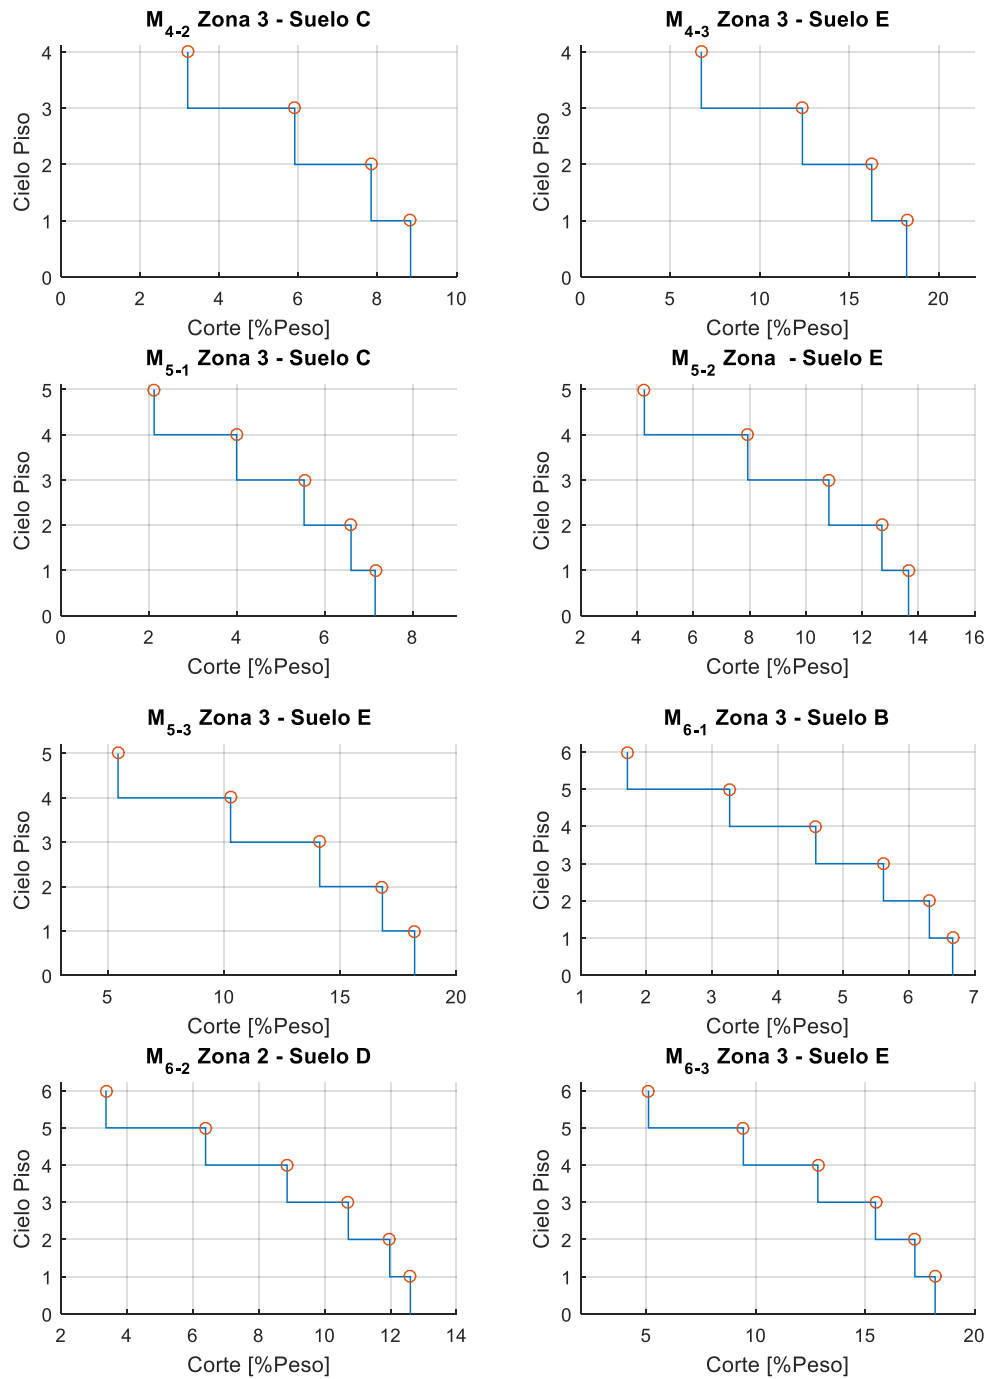 M4-2 Zona 3 - Suelo C
4
3
2
1
0
Cielo Piso
0 2 4 6 8 10
Corte [%Peso]
M4-3 Zona 3 - Suelo E
4
3
2
1
0
Cielo Piso
0 5 10 15 20
Corte [%Peso]
M5-1 Zona 3 - Suelo C
5
4
3
2
1
0
Cielo Piso
0 2 4 6 8
Corte [%Peso]
M5-2 Zona - Suelo E
5
4
3
2
1
0
Cielo Piso
2 4 6 8 10 12 14 16
Corte [%Peso]
M5-3 Zona 3 - Suelo E
5
4
3
2
1
0
Cielo Piso
5 10 15 20
Corte [%Peso]
M6-1 Zona 3 - Suelo B
6
5
4
3
2
1
0
Cielo Piso
1 2 3 4 5 6 7
Corte [%Peso]
M6-2 Zona 2 - Suelo D
6
5
4
3
2
1
0
Cielo Piso
2 4 6 8 10 12 14
Corte [%Peso]
M6-3 Zona 3 - Suelo E
6
5
4
3
2
1
0
Cielo Piso
5 10 15 20
Corte [%Peso]